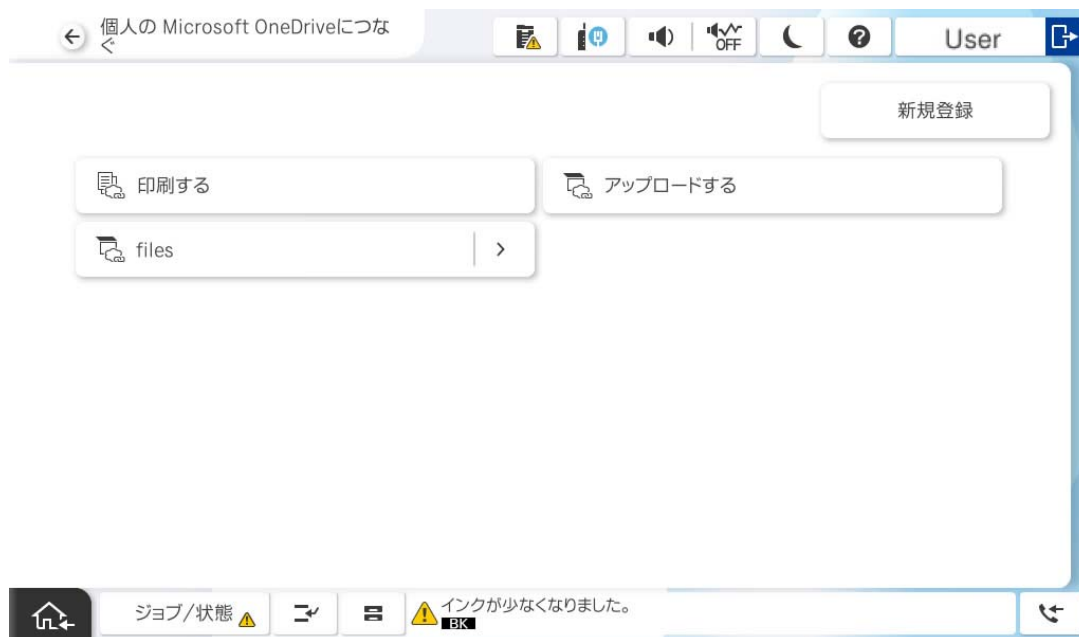 個人の Microsoft OneDriveにつな
ぐ
OFF
User
新規登録
印刷する
アップロードする
files
ジョブ/状態
インクが少なくなりました。
BK